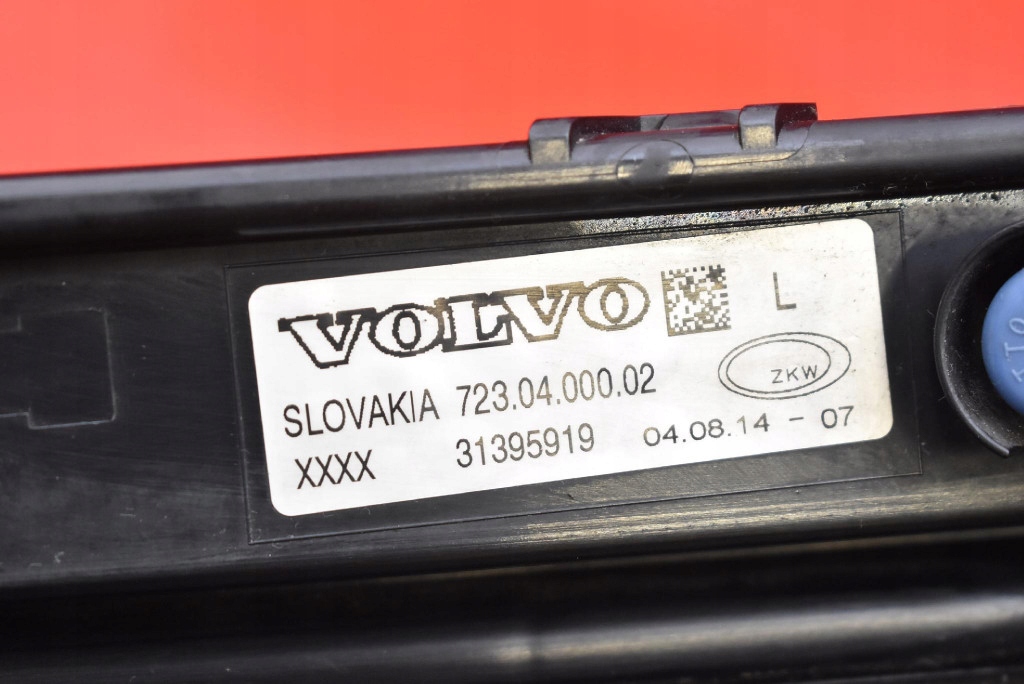 VOLVO L
ZKW
SLOVAKIA 723.04.000.02
XXXX 31395919 04.08.14 - 07